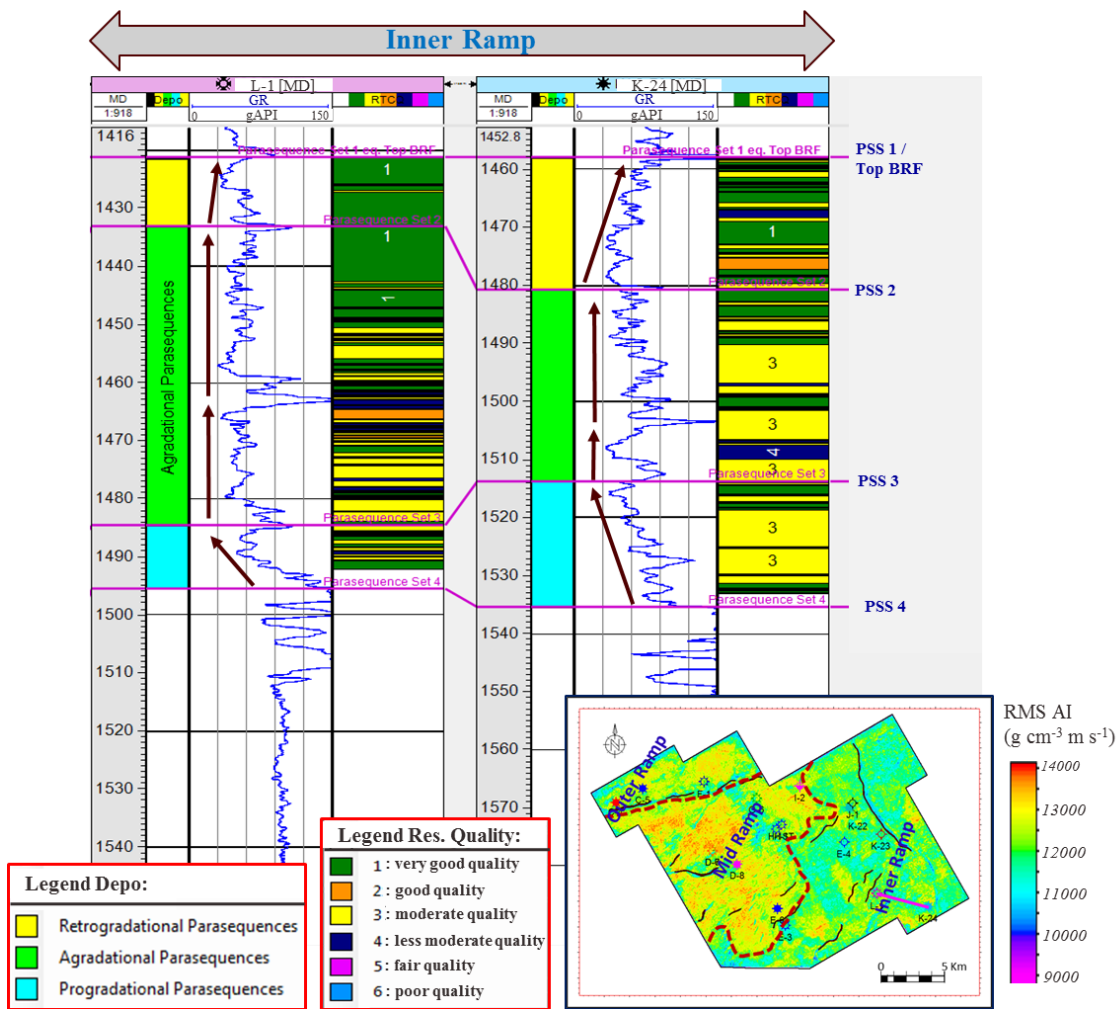 Inner Ramp
L-1 [MD]
K-24 [MD]
MD
1:918
Depo
GR
0 gAPI 150
RTC
MD
1:918
Depo
GR
0 gAPI 150
RTC
1416
1430
1440
1450
1460
1470
1480
1490
1500
1510
1520
1530
1540
Agradational Parasequences
Parasequence Set 1 eq. Top BRF
Parasequence Set 2
Parasequence Set 3
Parasequence Set 4
1
1
1
1452.8
1460
1470
1480
1490
1500
1510
1520
1530
1540
1550
1560
1570
Parasequence Set 1 eq. Top BRF
Parasequence Set 3
Parasequence Set 4
1
3
3
4
3
3
3
PSS 1 /
Top BRF
PSS 2
PSS 3
PSS 4
Legend Depo:
Retrogradational Parasequences
Agradational Parasequences
Progradational Parasequences
Legend Res. Quality:
1 : very good quality
2 : good quality
3 : moderate quality
4 : less moderate quality
5 : fair quality
6 : poor quality
N
Outer Ramp
Mid Ramp
Inner Ramp
I-2
J-1
K-22
K-23
E-4
D-8
K-24
0 5 Km
RMS AI
(g cm⁻³ m s⁻¹)
14000
13000
12000
11000
10000
9000